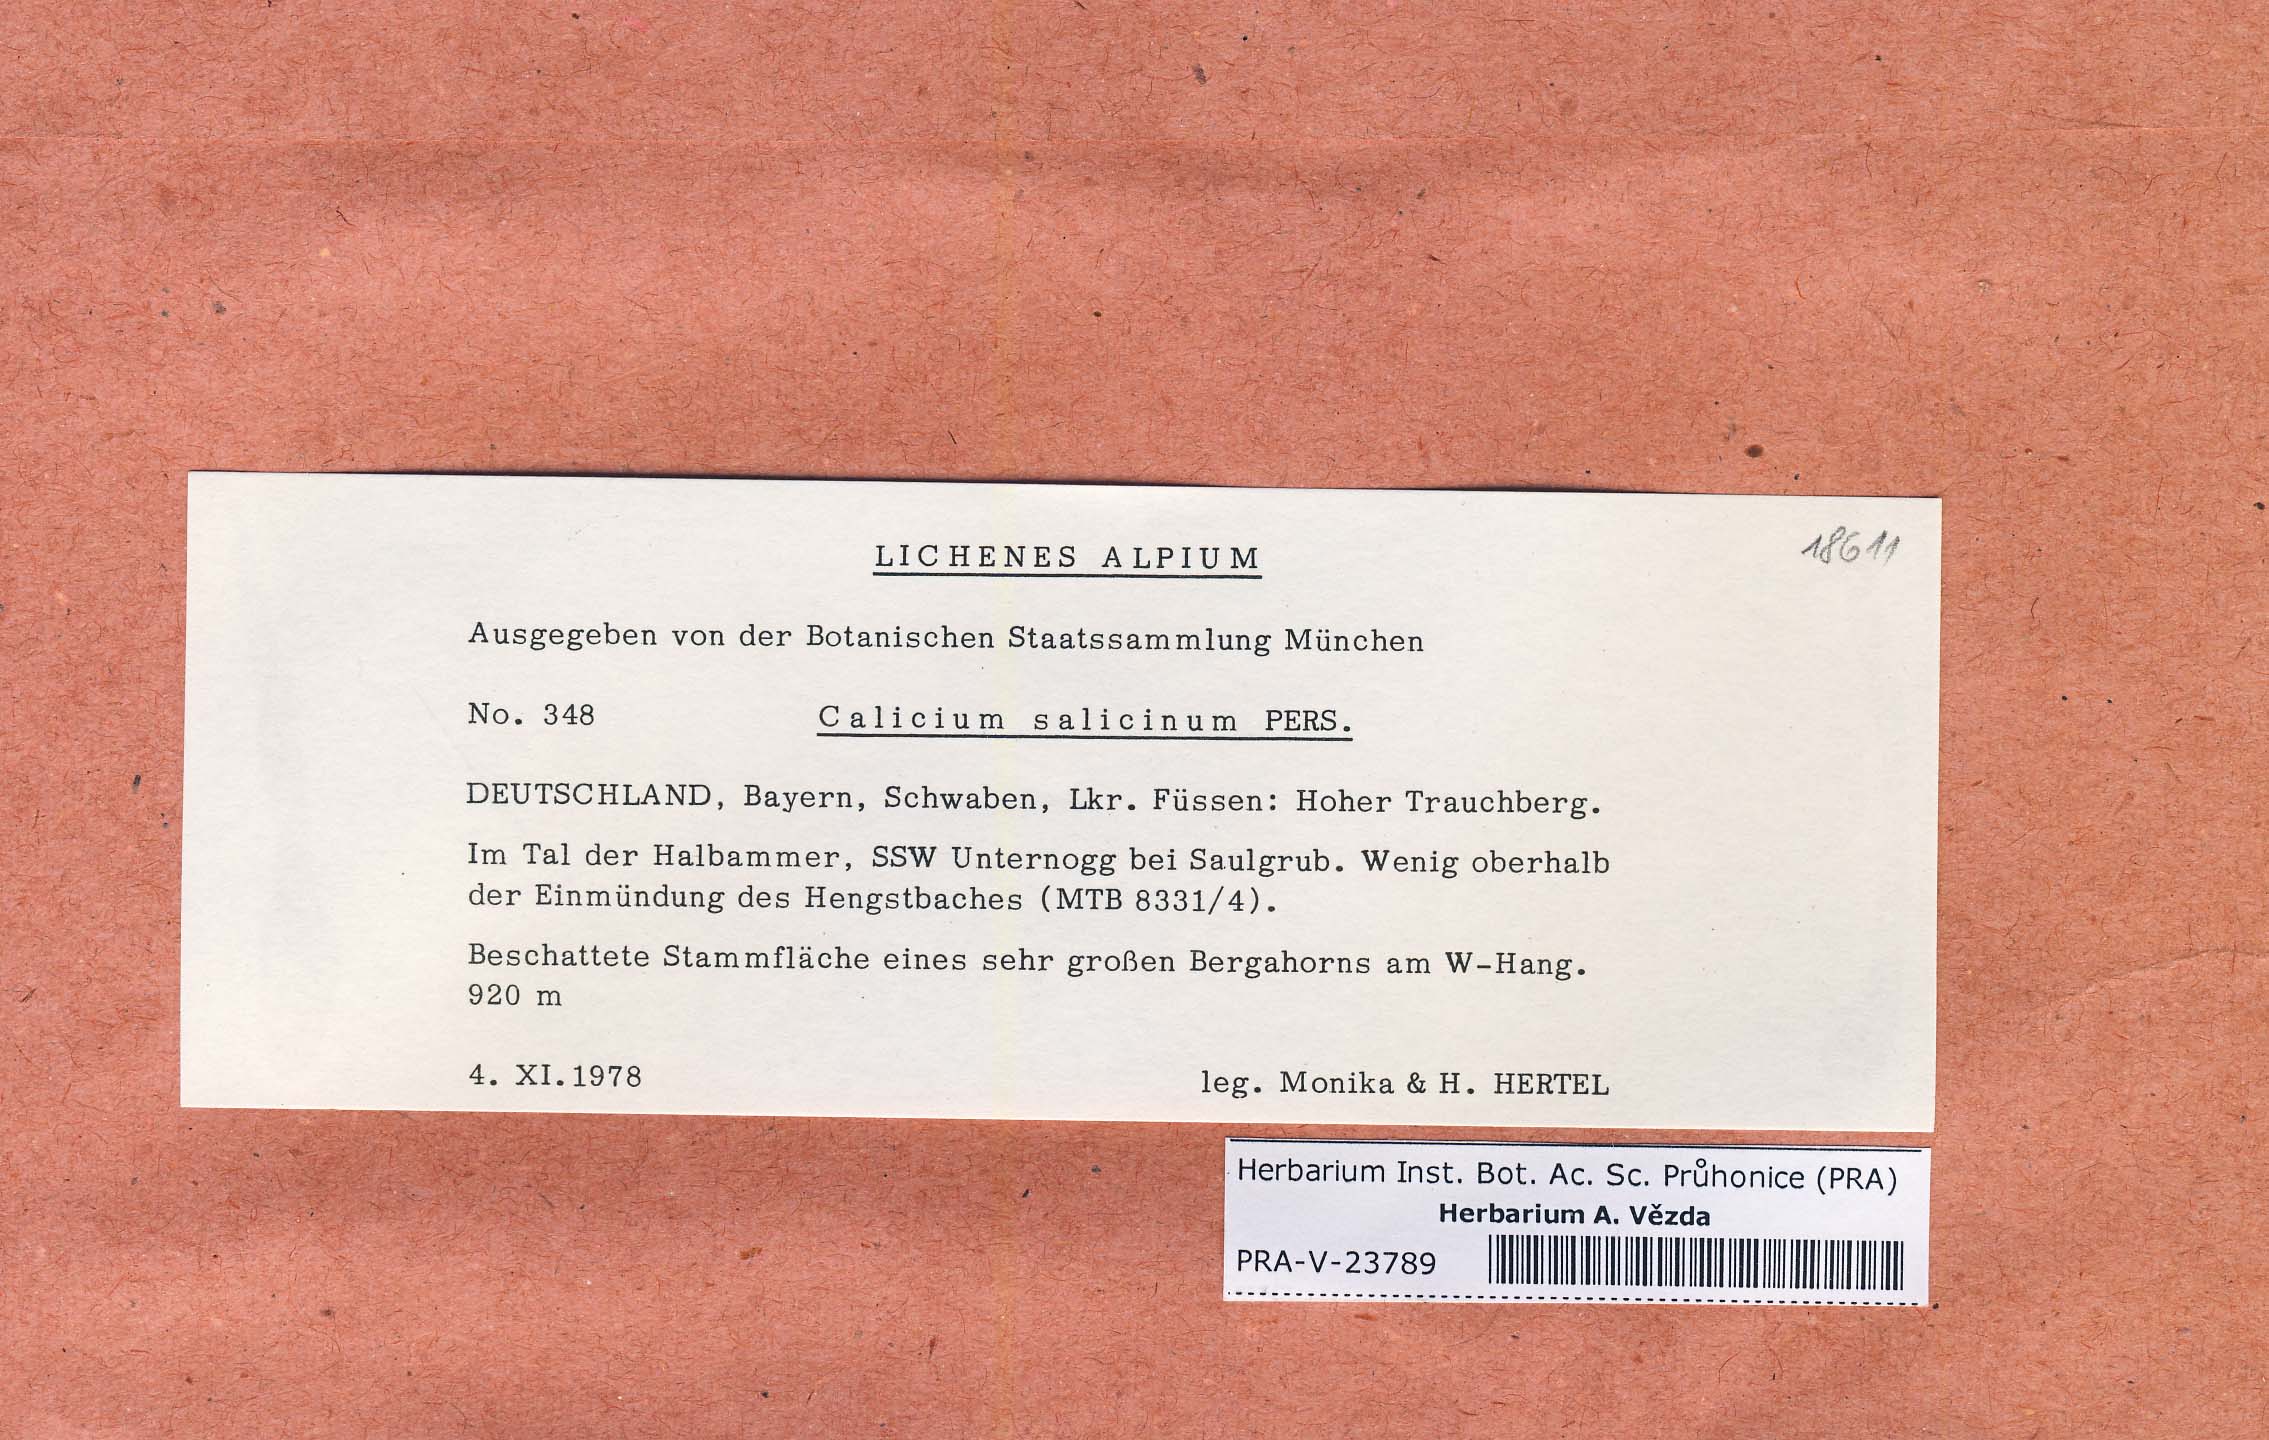 LICHENES ALPIUM
18611
Ausgegeben von der Botanischen Staatssammlung München
No. 348 Calicium salicinum PERS.
DEUTSCHLAND, Bayern, Schwaben, Lkr. Füssen: Hoher Trauchberg.
Im Tal der Halbammer, SSW Unternogg bei Saulgrub. Wenig oberhalb
der Einmündung des Hengstbaches (MTB 8331/4).
Beschattete Stammfläche eines sehr großen Bergahorns am W-Hang.
920 m
4. XI. 1978 leg. Monika & H. HERTEL
Herbarium Inst. Bot. Ac. Sc. Průhonice (PRA)
Herbarium A. Vězda
PRA-V-23789